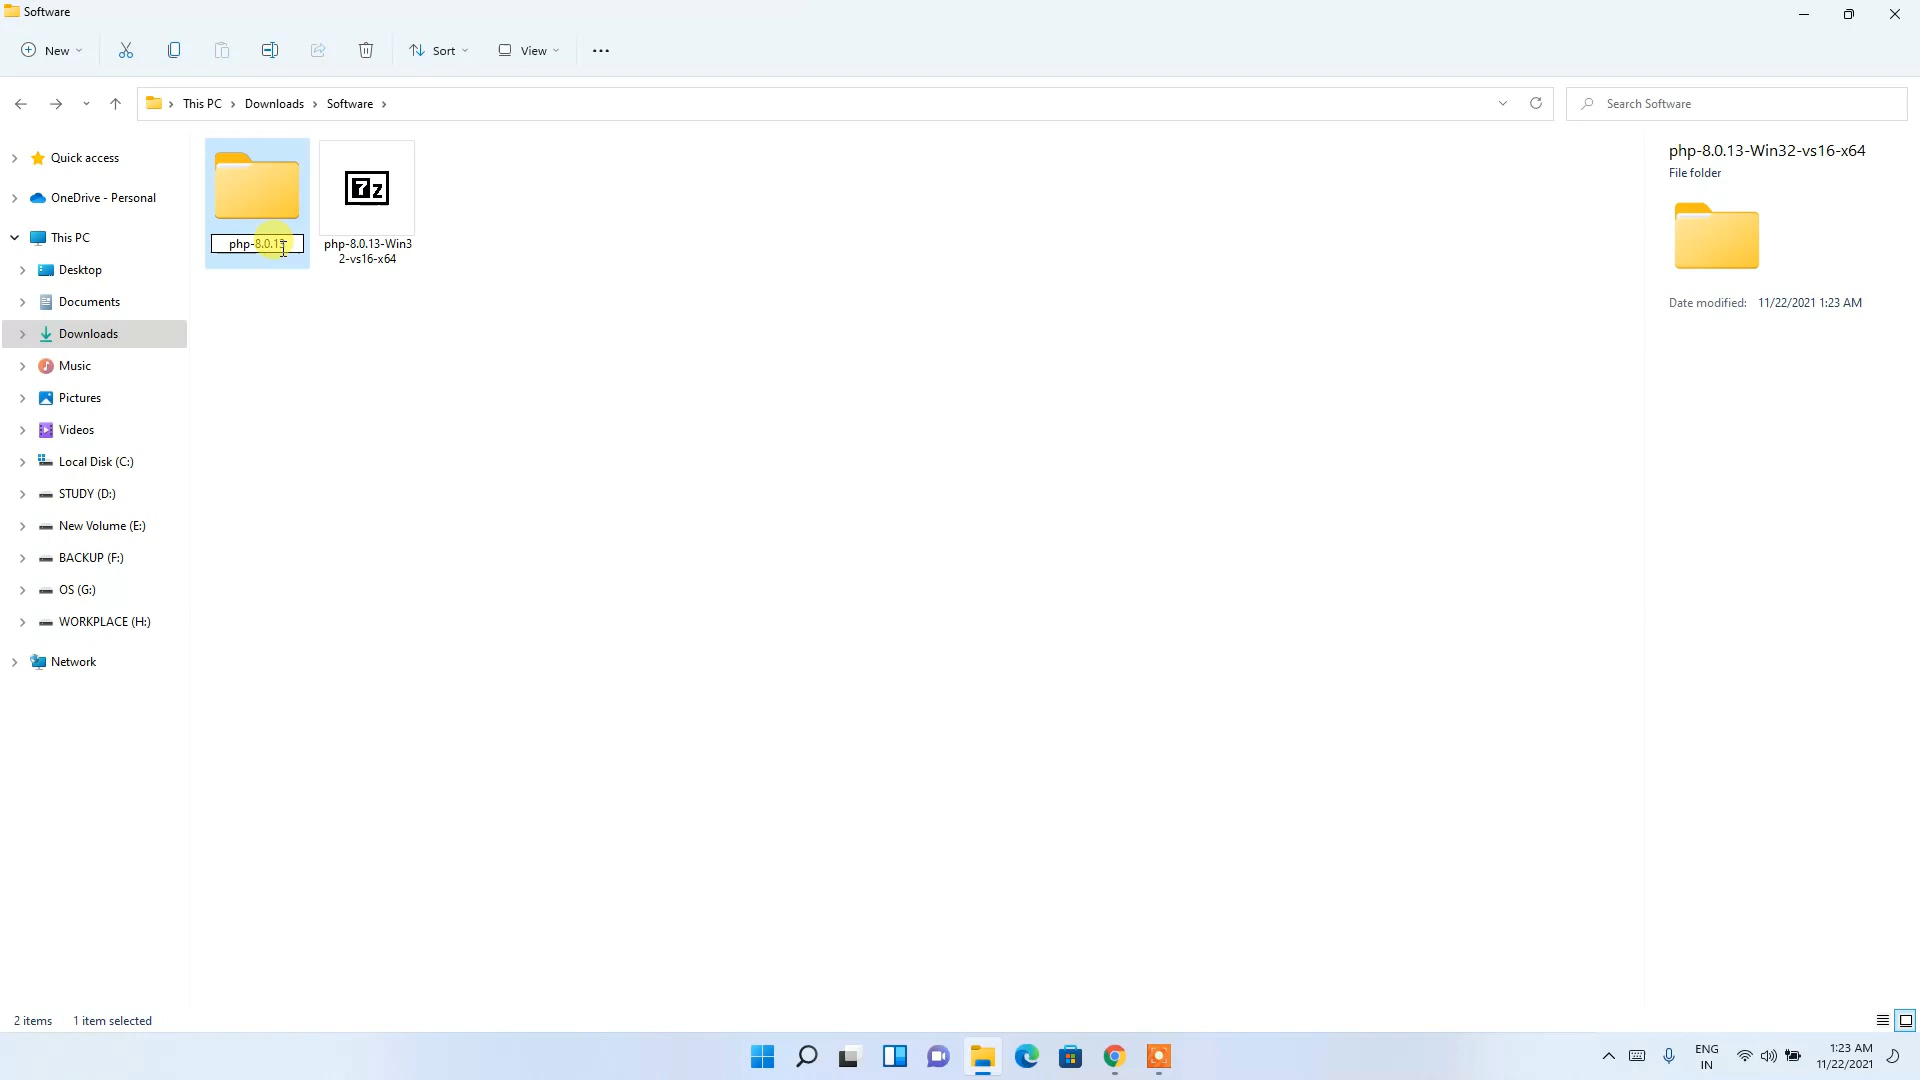 Software
New
Sort
View
This PC
Downloads
Software
Search Software
Quick access
OneDrive - Personal
This PC
Desktop
Documents
Downloads
Music
Pictures
Videos
Local Disk (C:)
STUDY (D:)
New Volume (E:)
BACKUP (F:)
OS (G:)
WORKPLACE (H:)
Network
php-8.0.13
7z
php-8.0.13-Win3
2-vs16-x64
php-8.0.13-Win32-vs16-x64
File folder
Date modified: 11/22/2021 1:23 AM
2 items 1 item selected
ENG
IN
1:23 AM
11/22/2021